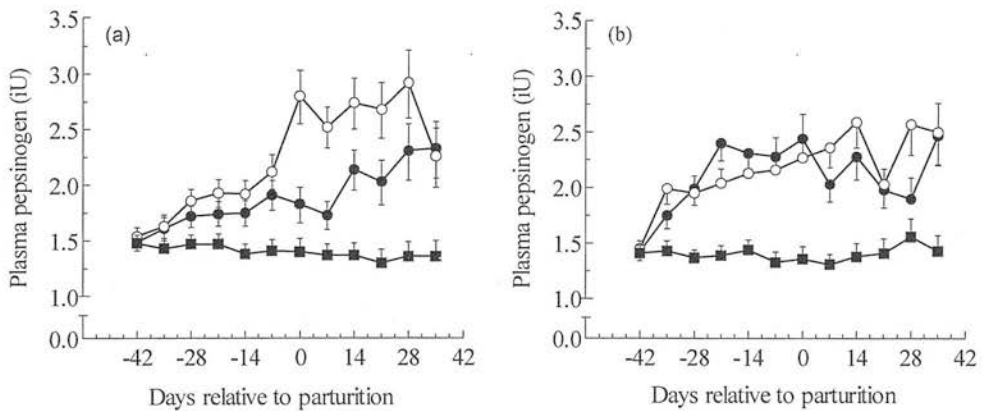 (a)
Plasma pepsinogen (iU)
3.5
3.0
2.5
2.0
1.5
1.0
0.0
-42 -28 -14 0 14 28 42
Days relative to parturition
(b)
Plasma pepsinogen (iU)
3.5
3.0
2.5
2.0
1.5
1.0
0.0
-42 -28 -14 0 14 28 42
Days relative to parturition